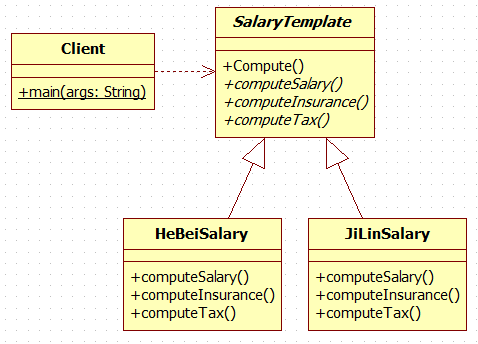 Client
+main(args: String)
SalaryTemplate
+Compute()
+computeSalary()
+computeInsurance()
+computeTax()
HeBeiSalary
+computeSalary()
+computeInsurance()
+computeTax()
JiLinSalary
+computeSalary()
+computeInsurance()
+computeTax()